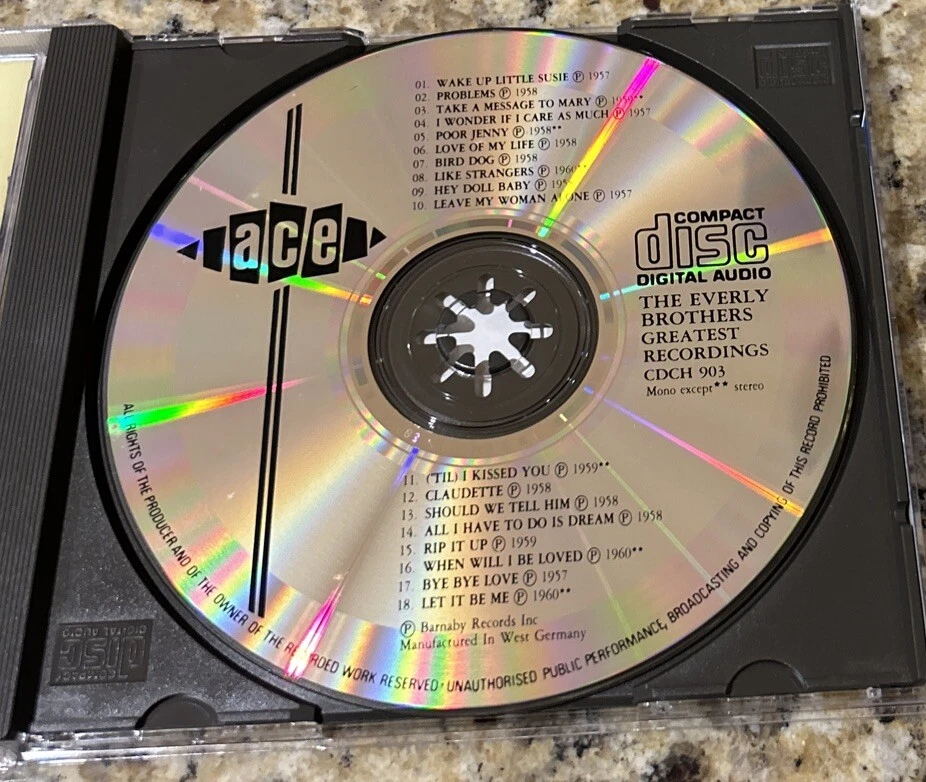 01. WAKE UP LITTLE SUSIE Ⓟ 1957
02. PROBLEMS Ⓟ 1958
03. TAKE A MESSAGE TO MARY Ⓟ 1959**
04. I WONDER IF I CARE AS MUCH Ⓟ 1957
05. POOR JENNY Ⓟ 1958**
06. LOVE OF MY LIFE Ⓟ 1958
07. BIRD DOG Ⓟ 1958
08. LIKE STRANGERS Ⓟ 1960**
09. HEY DOLL BABY Ⓟ
10. LEAVE MY WOMAN ALONE Ⓟ 1957
ace
COMPACT
disc
DIGITAL AUDIO
THE EVERLY
BROTHERS
GREATEST
RECORDINGS
CDCH 903
Mono except** stereo
11. ('TIL) I KISSED YOU Ⓟ 1959**
12. CLAUDETTE Ⓟ 1958
13. SHOULD WE TELL HIM Ⓟ 1958
14. ALL I HAVE TO DO IS DREAM Ⓟ 1958
15. RIP IT UP Ⓟ 1959
16. WHEN WILL I BE LOVED Ⓟ 1960**
17. BYE BYE LOVE Ⓟ 1957
18. LET IT BE ME Ⓟ 1960**
Ⓟ Barnaby Records Inc
Manufactured In West Germany
ALL RIGHTS OF THE PRODUCER AND OF THE OWNER OF THE RECORDED WORK RESERVED · UNAUTHORISED PUBLIC PERFORMANCE, BROADCASTING AND COPYING OF THIS RECORD PROHIBITED
COMPACT
disc
DIGITAL AUDIO